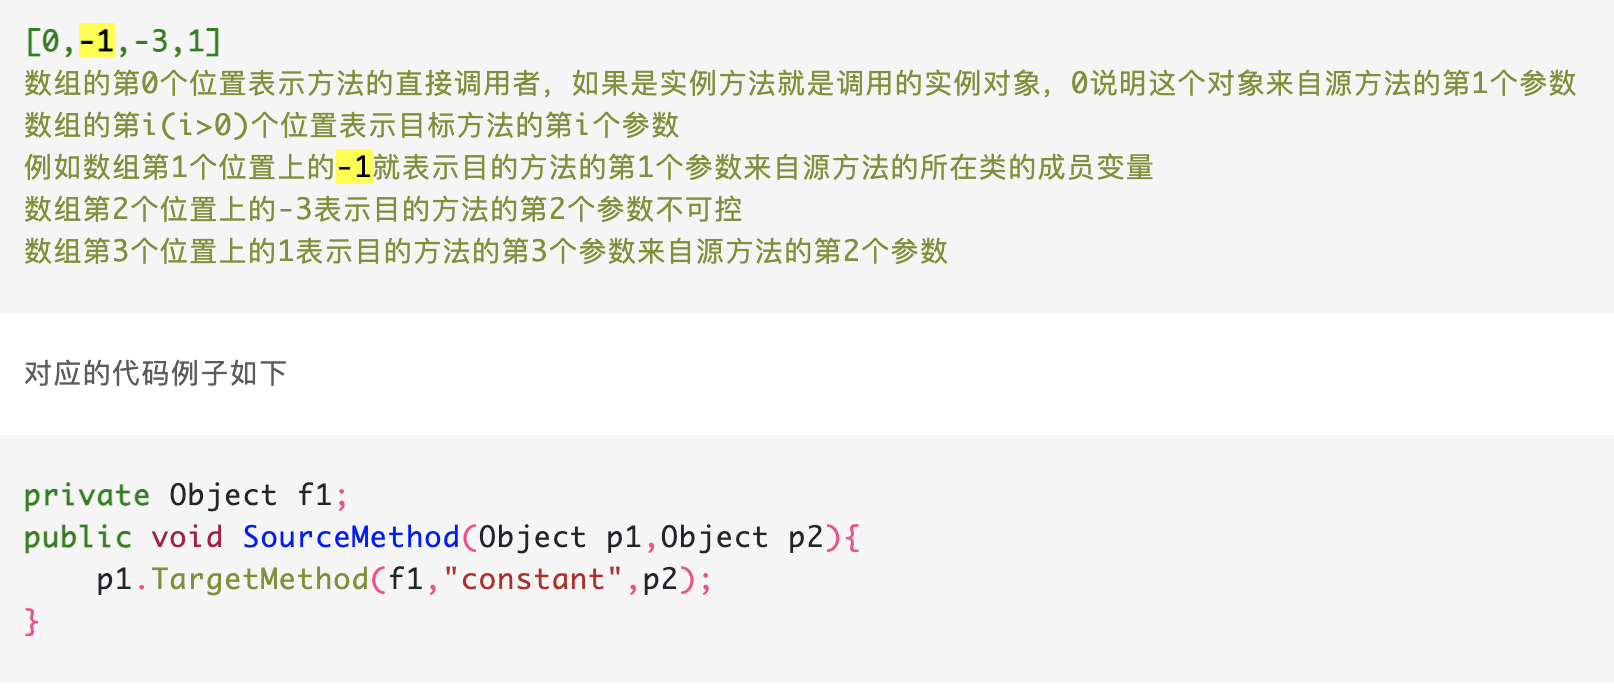 [0,-1,-3,1]
数组的第0个位置表示方法的直接调用者，如果是实例方法就是调用的实例对象，0说明这个对象来自源方法的第1个参数
数组的第i(i>0)个位置表示目标方法的第i个参数
例如数组第1个位置上的-1就表示目的方法的第1个参数来自源方法的所在类的成员变量
数组第2个位置上的-3表示目的方法的第2个参数不可控
数组第3个位置上的1表示目的方法的第3个参数来自源方法的第2个参数
对应的代码例子如下
private Object f1;
public void SourceMethod(Object p1,Object p2){
    p1.TargetMethod(f1,"constant",p2);
}